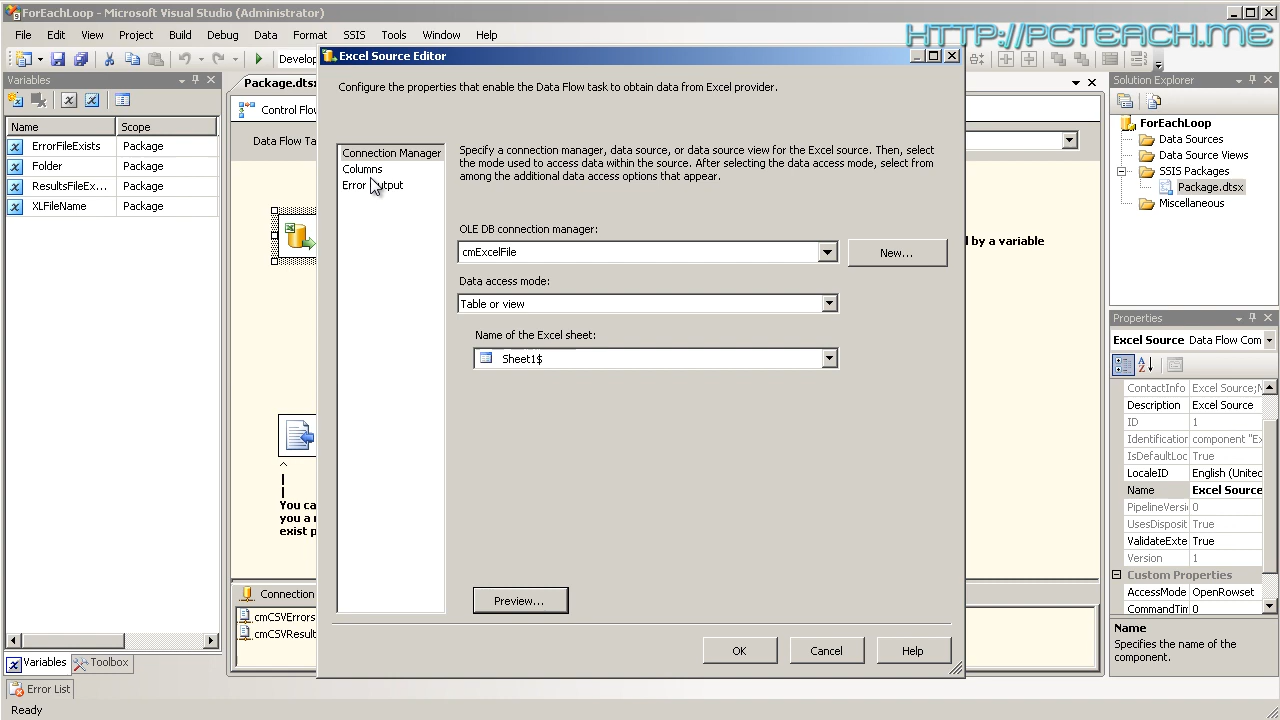 ForEachLoop - Microsoft Visual Studio (Administrator)
File Edit View Project Build Debug Data Format SSIS Tools Window Help
HTTP://PCTEACH.ME
Develop
Variables
Name Scope
ErrorFileExists Package
Folder Package
ResultsFileEx... Package
XLFileName Package
Variables Toolbox
Error List
Ready
Package.dtsx
Control Flo
Data Flow Ta
You ca
you a
exist p
Connection
cmCSVErrors
cmCSVResult
d by a variable
Excel Source Editor
Configure the properties that enable the Data Flow task to obtain data from Excel provider.
Connection Manager
Columns
Error Output
Specify a connection manager, data source, or data source view for the Excel source. Then, select
the mode used to access data within the source. After selecting the data access mode, select from
among the additional data access options that appear.
OLE DB connection manager:
cmExcelFile
New...
Data access mode:
Table or view
Name of the Excel sheet:
Sheet1$
Preview...
OK Cancel Help
Solution Explorer
ForEachLoop
Data Sources
Data Source Views
SSIS Packages
Package.dtsx
Miscellaneous
Properties
Excel Source Data Flow Com
ContactInfo Excel Source;M
Description Excel Source
ID 1
Identification component "Ex
IsDefaultLoc True
LocaleID English (Unitec
Name Excel Source
PipelineVersi 0
UsesDisposit True
ValidateExte True
Version 1
Custom Properties
AccessMode OpenRowset
CommandTin 0
Name
Specifies the name of the
component.